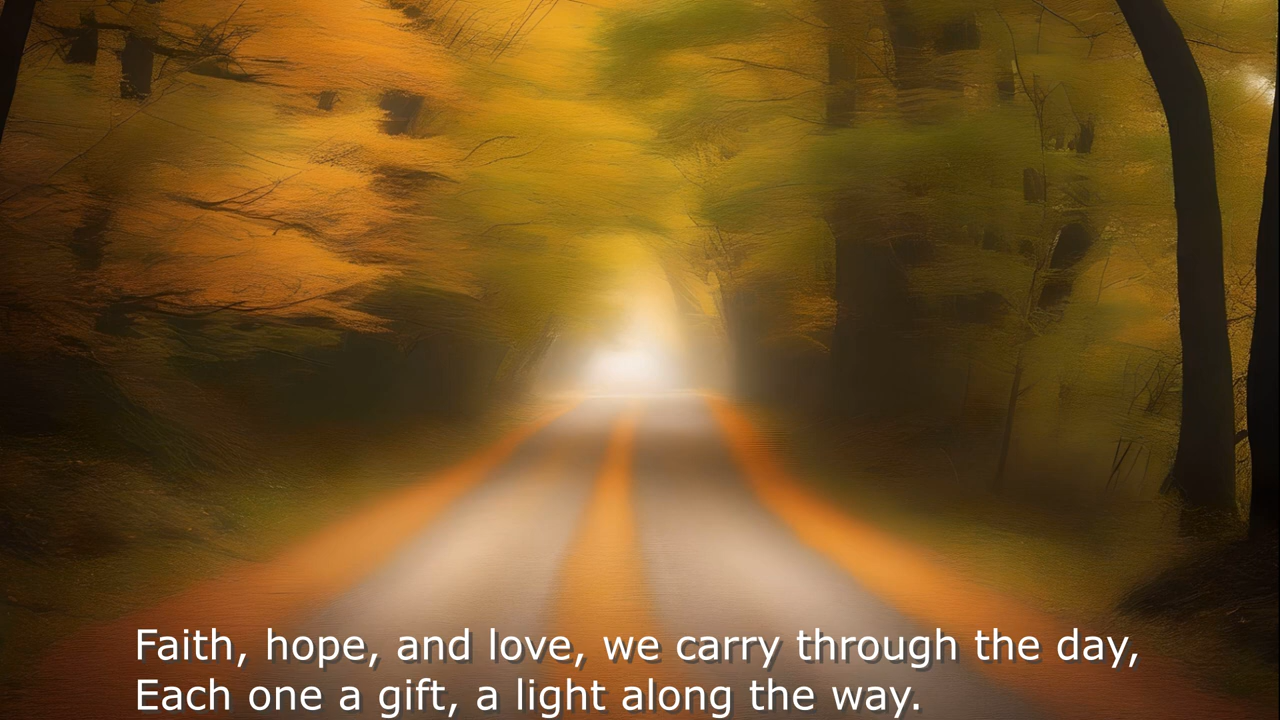 Faith, hope, and love, we carry through the day,
Each one a gift, a light along the way.